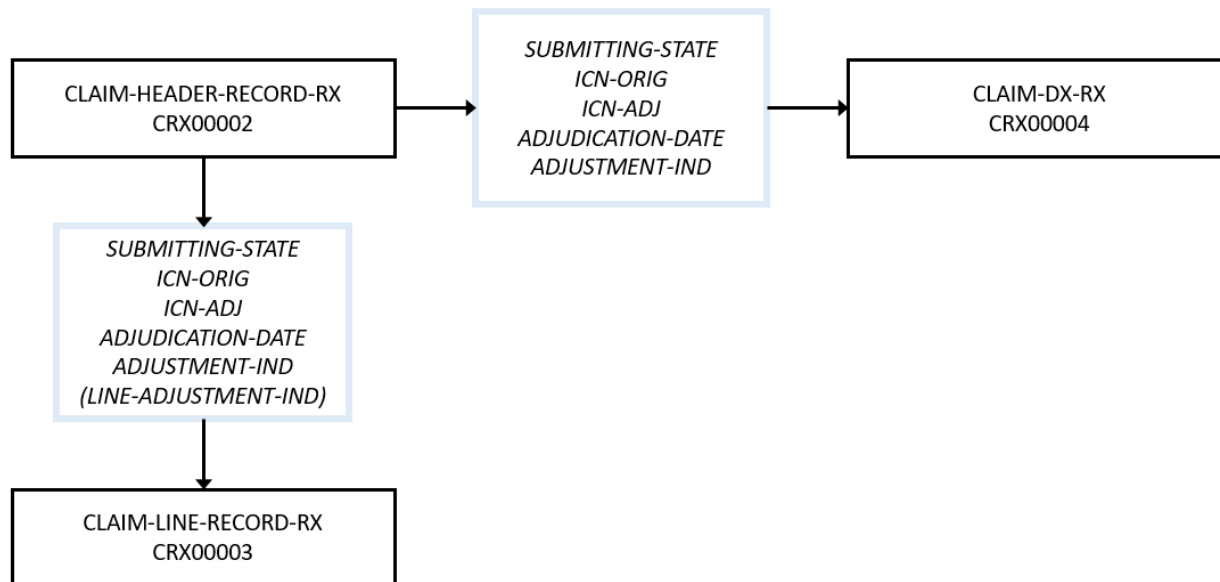 CLAIM-HEADER-RECORD-RX
CRX00002
SUBMITTING-STATE
ICN-ORIG
ICN-ADJ
ADJUDICATION-DATE
ADJUSTMENT-IND
CLAIM-DX-RX
CRX00004
SUBMITTING-STATE
ICN-ORIG
ICN-ADJ
ADJUDICATION-DATE
ADJUSTMENT-IND
(LINE-ADJUSTMENT-IND)
CLAIM-LINE-RECORD-RX
CRX00003